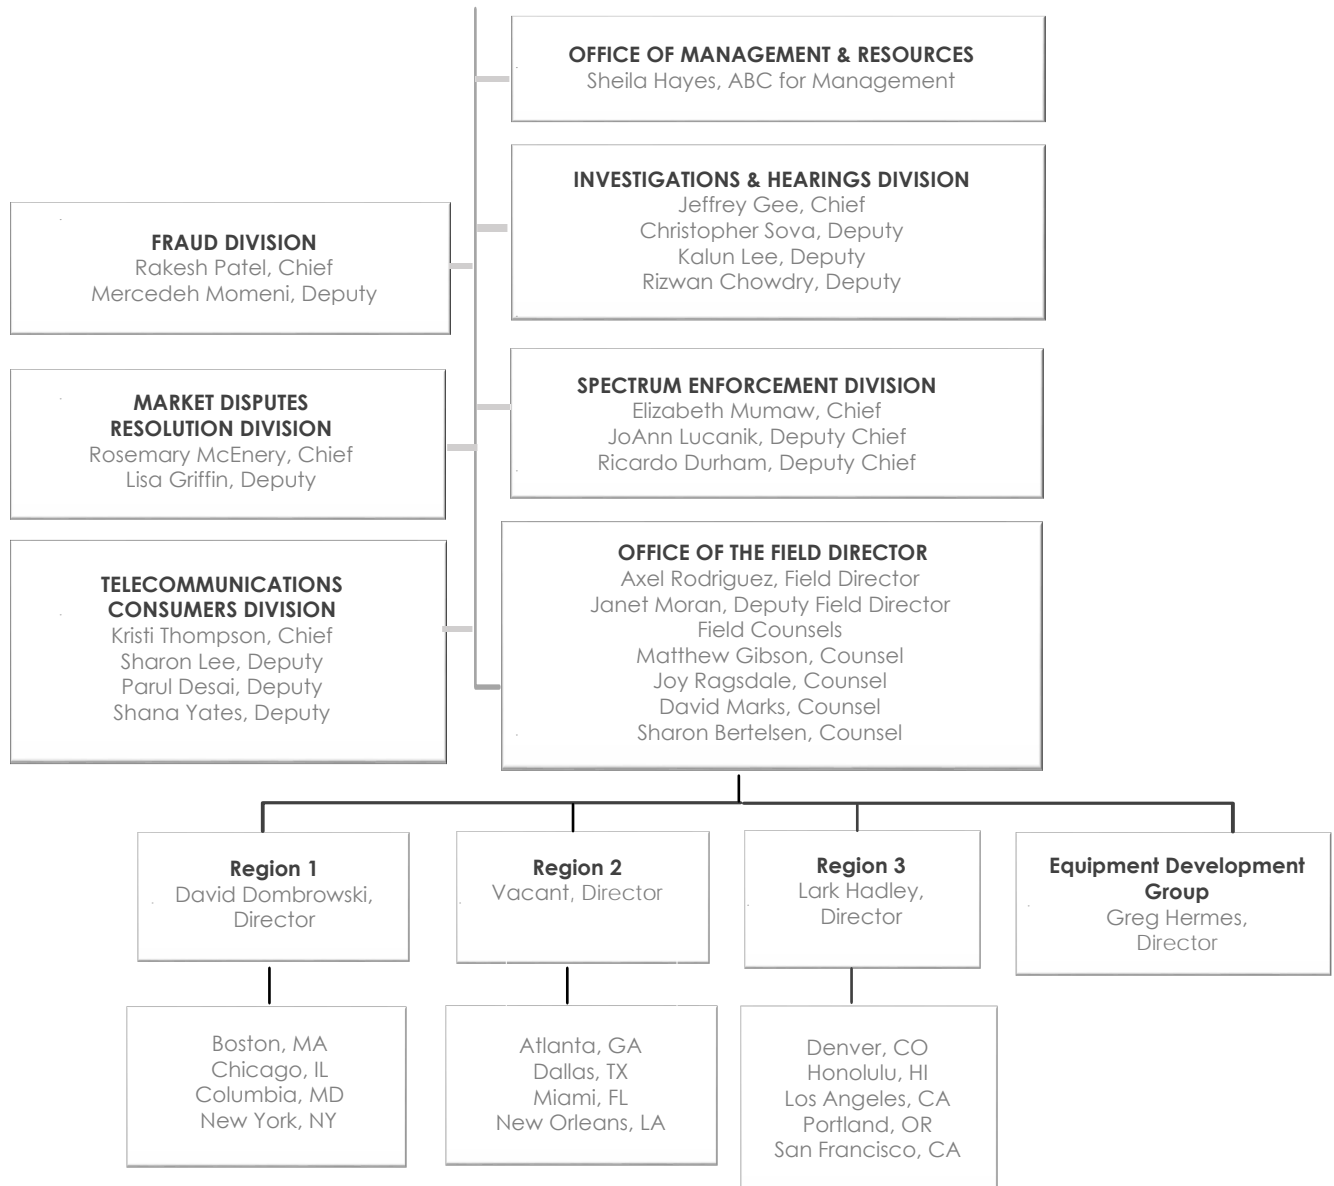 OFFICE OF MANAGEMENT & RESOURCES
Sheila Hayes, ABC for Management
INVESTIGATIONS & HEARINGS DIVISION
Jeffrey Gee, Chief
Christopher Sova, Deputy
Kalun Lee, Deputy
Rizwan Chowdry, Deputy
FRAUD DIVISION
Rakesh Patel, Chief
Mercedeh Momeni, Deputy
SPECTRUM ENFORCEMENT DIVISION
Elizabeth Mumaw, Chief
JoAnn Lucanik, Deputy Chief
Ricardo Durham, Deputy Chief
MARKET DISPUTES
RESOLUTION DIVISION
Rosemary McEnery, Chief
Lisa Griffin, Deputy
OFFICE OF THE FIELD DIRECTOR
Axel Rodriguez, Field Director
Janet Moran, Deputy Field Director
Field Counsels
Matthew Gibson, Counsel
Joy Ragsdale, Counsel
David Marks, Counsel
Sharon Bertelsen, Counsel
TELECOMMUNICATIONS
CONSUMERS DIVISION
Kristi Thompson, Chief
Sharon Lee, Deputy
Parul Desai, Deputy
Shana Yates, Deputy
Region 1
David Dombrowski,
Director
Region 2
Vacant, Director
Region 3
Lark Hadley,
Director
Equipment Development
Group
Greg Hermes,
Director
Boston, MA
Chicago, IL
Columbia, MD
New York, NY
Atlanta, GA
Dallas, TX
Miami, FL
New Orleans, LA
Denver, CO
Honolulu, HI
Los Angeles, CA
Portland, OR
San Francisco, CA